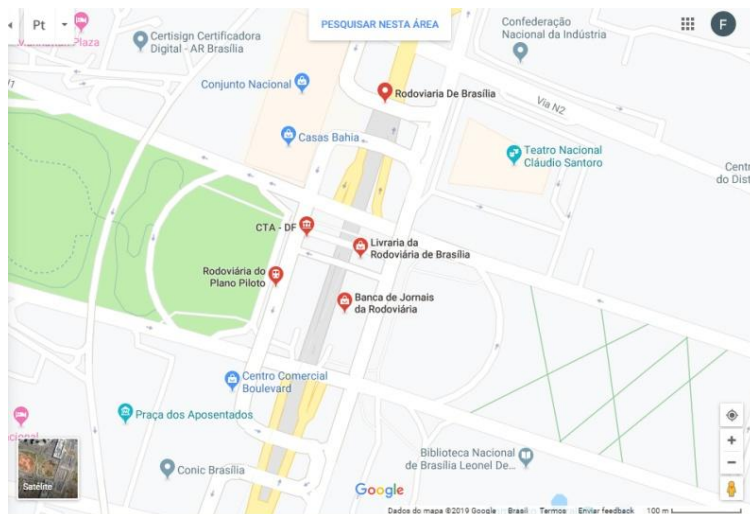 Pt
PESQUISAR NESTA ÁREA
F
Plaza
Certisign Certificadora
Digital - AR Brasília
Confederação
Nacional da Indústria
Conjunto Nacional
Rodoviaria De Brasília
Via N2
Casas Bahia
Teatro Nacional
Cláudio Santoro
Centr
do Dist
CTA - DF
Livraria da
Rodoviária de Brasília
Rodoviária do
Plano Piloto
Banca de Jornais
da Rodoviária
Centro Comercial
Boulevard
Praça dos Aposentados
cional
Conic Brasília
Biblioteca Nacional
de Brasília Leonel De...
Satélite
Google
Dados do mapa ©2019 Google Brasil Termos Enviar feedback 100 m